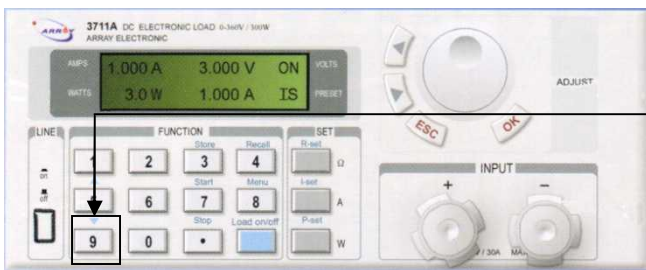 ARRAY
3711A DC ELECTRONIC LOAD 0-360V / 300W
ARRAY ELECTRONIC
AMPS 1.000 A 3.000 V ON VOLTS
WATTS 3.0 W 1.000 A IS PRESET
ADJUST
ESC OK
LINE FUNCTION SET
Store Recall R-set
on 1 2 3 4 Ω
Start Menu I-set
off 6 7 8 A
Stop Load on/off P-set
9 0 • W
INPUT
+ -
/ 30A